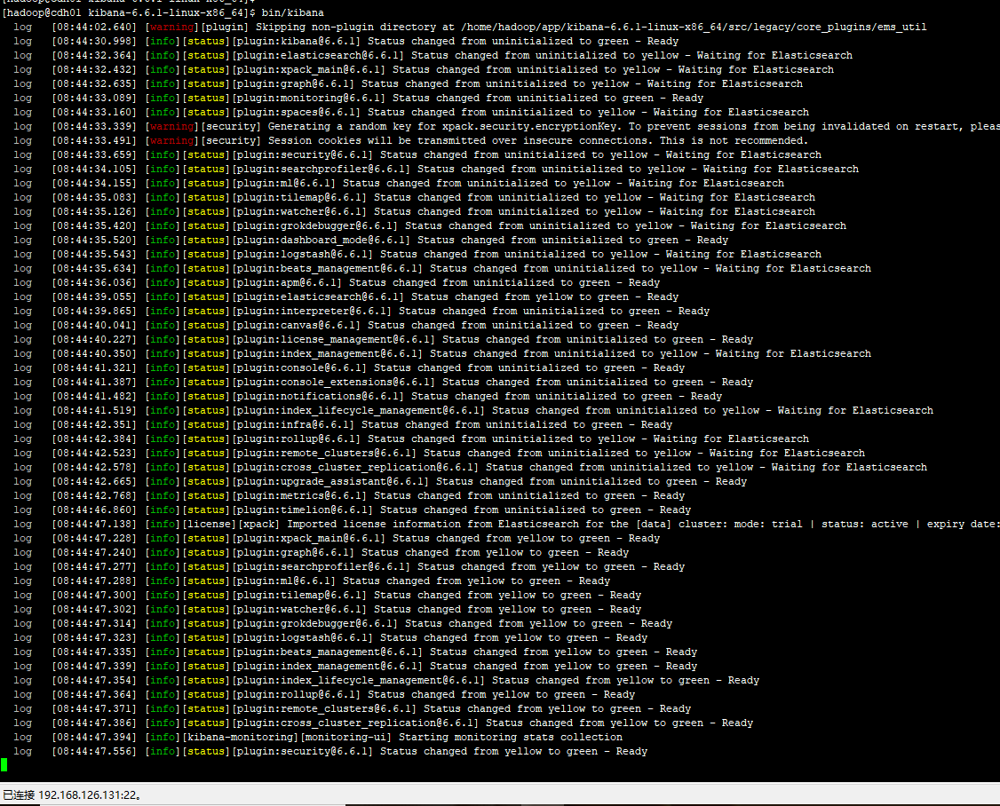 [hadoop@cdh01 kibana-6.6.1-linux-x86_64]$
[hadoop@cdh01 kibana-6.6.1-linux-x86_64]$ bin/kibana
log [08:44:02.640] [warning][plugin] Skipping non-plugin directory at /home/hadoop/app/kibana-6.6.1-linux-x86_64/src/legacy/core_plugins/ems_util
log [08:44:30.998] [info][status][plugin:kibana@6.6.1] Status changed from uninitialized to green - Ready
log [08:44:32.364] [info][status][plugin:elasticsearch@6.6.1] Status changed from uninitialized to yellow - Waiting for Elasticsearch
log [08:44:32.432] [info][status][plugin:xpack_main@6.6.1] Status changed from uninitialized to yellow - Waiting for Elasticsearch
log [08:44:32.635] [info][status][plugin:graph@6.6.1] Status changed from uninitialized to yellow - Waiting for Elasticsearch
log [08:44:33.089] [info][status][plugin:monitoring@6.6.1] Status changed from uninitialized to green - Ready
log [08:44:33.160] [info][status][plugin:spaces@6.6.1] Status changed from uninitialized to yellow - Waiting for Elasticsearch
log [08:44:33.339] [warning][security] Generating a random key for xpack.security.encryptionKey. To prevent sessions from being invalidated on restart, pleas
log [08:44:33.491] [warning][security] Session cookies will be transmitted over insecure connections. This is not recommended.
log [08:44:33.659] [info][status][plugin:security@6.6.1] Status changed from uninitialized to yellow - Waiting for Elasticsearch
log [08:44:34.105] [info][status][plugin:searchprofiler@6.6.1] Status changed from uninitialized to yellow - Waiting for Elasticsearch
log [08:44:34.155] [info][status][plugin:ml@6.6.1] Status changed from uninitialized to yellow - Waiting for Elasticsearch
log [08:44:35.083] [info][status][plugin:tilemap@6.6.1] Status changed from uninitialized to yellow - Waiting for Elasticsearch
log [08:44:35.126] [info][status][plugin:watcher@6.6.1] Status changed from uninitialized to yellow - Waiting for Elasticsearch
log [08:44:35.420] [info][status][plugin:grokdebugger@6.6.1] Status changed from uninitialized to yellow - Waiting for Elasticsearch
log [08:44:35.520] [info][status][plugin:dashboard_mode@6.6.1] Status changed from uninitialized to green - Ready
log [08:44:35.543] [info][status][plugin:logstash@6.6.1] Status changed from uninitialized to yellow - Waiting for Elasticsearch
log [08:44:35.634] [info][status][plugin:beats_management@6.6.1] Status changed from uninitialized to yellow - Waiting for Elasticsearch
log [08:44:36.036] [info][status][plugin:apm@6.6.1] Status changed from uninitialized to green - Ready
log [08:44:39.055] [info][status][plugin:elasticsearch@6.6.1] Status changed from yellow to green - Ready
log [08:44:39.865] [info][status][plugin:interpreter@6.6.1] Status changed from uninitialized to green - Ready
log [08:44:40.041] [info][status][plugin:canvas@6.6.1] Status changed from uninitialized to green - Ready
log [08:44:40.227] [info][status][plugin:license_management@6.6.1] Status changed from uninitialized to green - Ready
log [08:44:40.350] [info][status][plugin:index_management@6.6.1] Status changed from uninitialized to yellow - Waiting for Elasticsearch
log [08:44:41.321] [info][status][plugin:console@6.6.1] Status changed from uninitialized to green - Ready
log [08:44:41.387] [info][status][plugin:console_extensions@6.6.1] Status changed from uninitialized to green - Ready
log [08:44:41.482] [info][status][plugin:notifications@6.6.1] Status changed from uninitialized to green - Ready
log [08:44:41.519] [info][status][plugin:index_lifecycle_management@6.6.1] Status changed from uninitialized to yellow - Waiting for Elasticsearch
log [08:44:42.351] [info][status][plugin:infra@6.6.1] Status changed from uninitialized to green - Ready
log [08:44:42.384] [info][status][plugin:rollup@6.6.1] Status changed from uninitialized to yellow - Waiting for Elasticsearch
log [08:44:42.523] [info][status][plugin:remote_clusters@6.6.1] Status changed from uninitialized to yellow - Waiting for Elasticsearch
log [08:44:42.578] [info][status][plugin:cross_cluster_replication@6.6.1] Status changed from uninitialized to yellow - Waiting for Elasticsearch
log [08:44:42.665] [info][status][plugin:upgrade_assistant@6.6.1] Status changed from uninitialized to green - Ready
log [08:44:42.768] [info][status][plugin:metrics@6.6.1] Status changed from uninitialized to green - Ready
log [08:44:46.860] [info][status][plugin:timelion@6.6.1] Status changed from uninitialized to green - Ready
log [08:44:47.138] [info][license][xpack] Imported license information from Elasticsearch for the [data] cluster: mode: trial | status: active | expiry date:
log [08:44:47.228] [info][status][plugin:xpack_main@6.6.1] Status changed from yellow to green - Ready
log [08:44:47.240] [info][status][plugin:graph@6.6.1] Status changed from yellow to green - Ready
log [08:44:47.277] [info][status][plugin:searchprofiler@6.6.1] Status changed from yellow to green - Ready
log [08:44:47.288] [info][status][plugin:ml@6.6.1] Status changed from yellow to green - Ready
log [08:44:47.300] [info][status][plugin:tilemap@6.6.1] Status changed from yellow to green - Ready
log [08:44:47.302] [info][status][plugin:watcher@6.6.1] Status changed from yellow to green - Ready
log [08:44:47.314] [info][status][plugin:grokdebugger@6.6.1] Status changed from yellow to green - Ready
log [08:44:47.323] [info][status][plugin:logstash@6.6.1] Status changed from yellow to green - Ready
log [08:44:47.335] [info][status][plugin:beats_management@6.6.1] Status changed from yellow to green - Ready
log [08:44:47.339] [info][status][plugin:index_management@6.6.1] Status changed from yellow to green - Ready
log [08:44:47.354] [info][status][plugin:index_lifecycle_management@6.6.1] Status changed from yellow to green - Ready
log [08:44:47.364] [info][status][plugin:rollup@6.6.1] Status changed from yellow to green - Ready
log [08:44:47.371] [info][status][plugin:remote_clusters@6.6.1] Status changed from yellow to green - Ready
log [08:44:47.386] [info][status][plugin:cross_cluster_replication@6.6.1] Status changed from yellow to green - Ready
log [08:44:47.394] [info][kibana-monitoring][monitoring-ui] Starting monitoring stats collection
log [08:44:47.556] [info][status][plugin:security@6.6.1] Status changed from yellow to green - Ready
已连接 192.168.126.131:22。